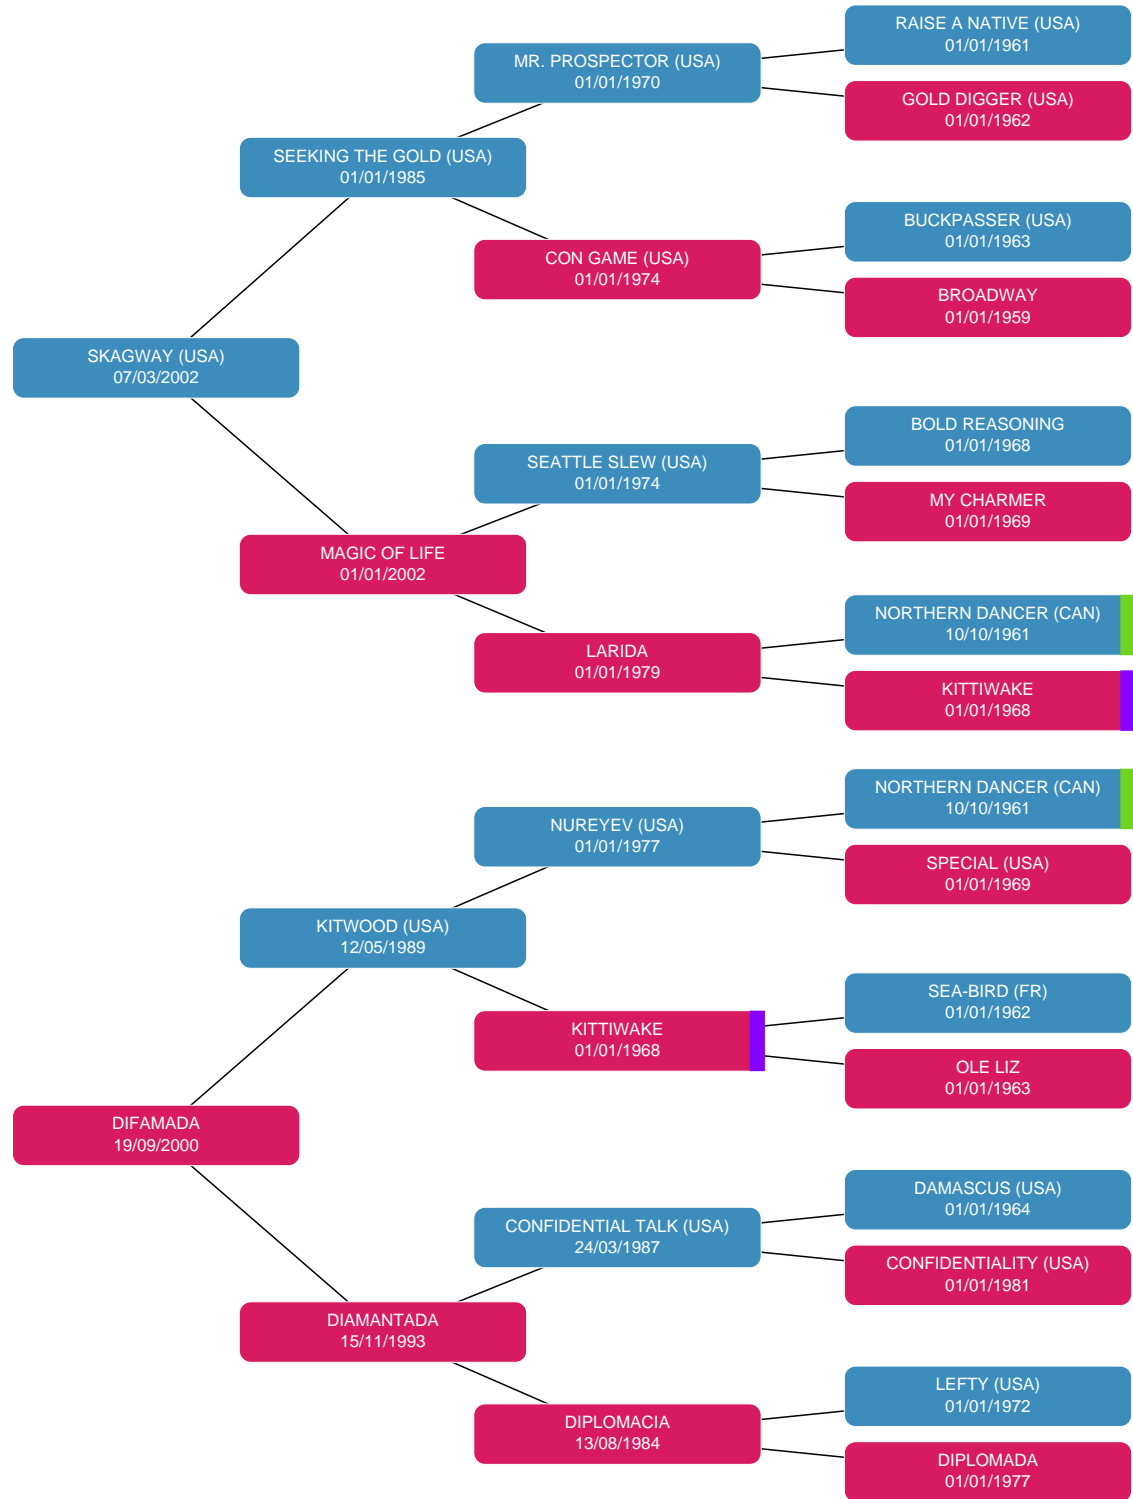 RAISE A NATIVE (USA)
01/01/1961
MR. PROSPECTOR (USA)
01/01/1970
GOLD DIGGER (USA)
01/01/1962
SEEKING THE GOLD (USA)
01/01/1985
BUCKPASSER (USA)
01/01/1963
CON GAME (USA)
01/01/1974
BROADWAY
01/01/1959
SKAGWAY (USA)
07/03/2002
BOLD REASONING
01/01/1968
SEATTLE SLEW (USA)
01/01/1974
MY CHARMER
01/01/1969
MAGIC OF LIFE
01/01/2002
NORTHERN DANCER (CAN)
10/10/1961
LARIDA
01/01/1979
KITTIWAKE
01/01/1968
NORTHERN DANCER (CAN)
10/10/1961
NUREYEV (USA)
01/01/1977
SPECIAL (USA)
01/01/1969
KITWOOD (USA)
12/05/1989
SEA-BIRD (FR)
01/01/1962
KITTIWAKE
01/01/1968
OLE LIZ
01/01/1963
DIFAMADA
19/09/2000
DAMASCUS (USA)
01/01/1964
CONFIDENTIAL TALK (USA)
24/03/1987
CONFIDENTIALITY (USA)
01/01/1981
DIAMANTADA
15/11/1993
LEFTY (USA)
01/01/1972
DIPLOMACIA
13/08/1984
DIPLOMADA
01/01/1977